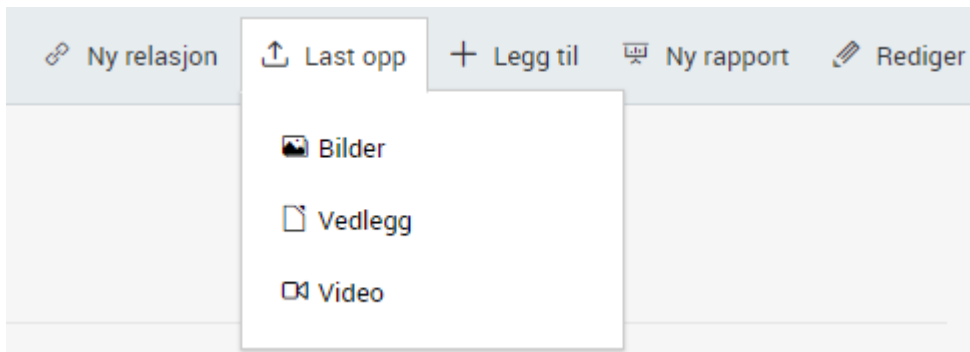 Ny relasjon Last opp Legg til Ny rapport Rediger
Bilder
Vedlegg
Video